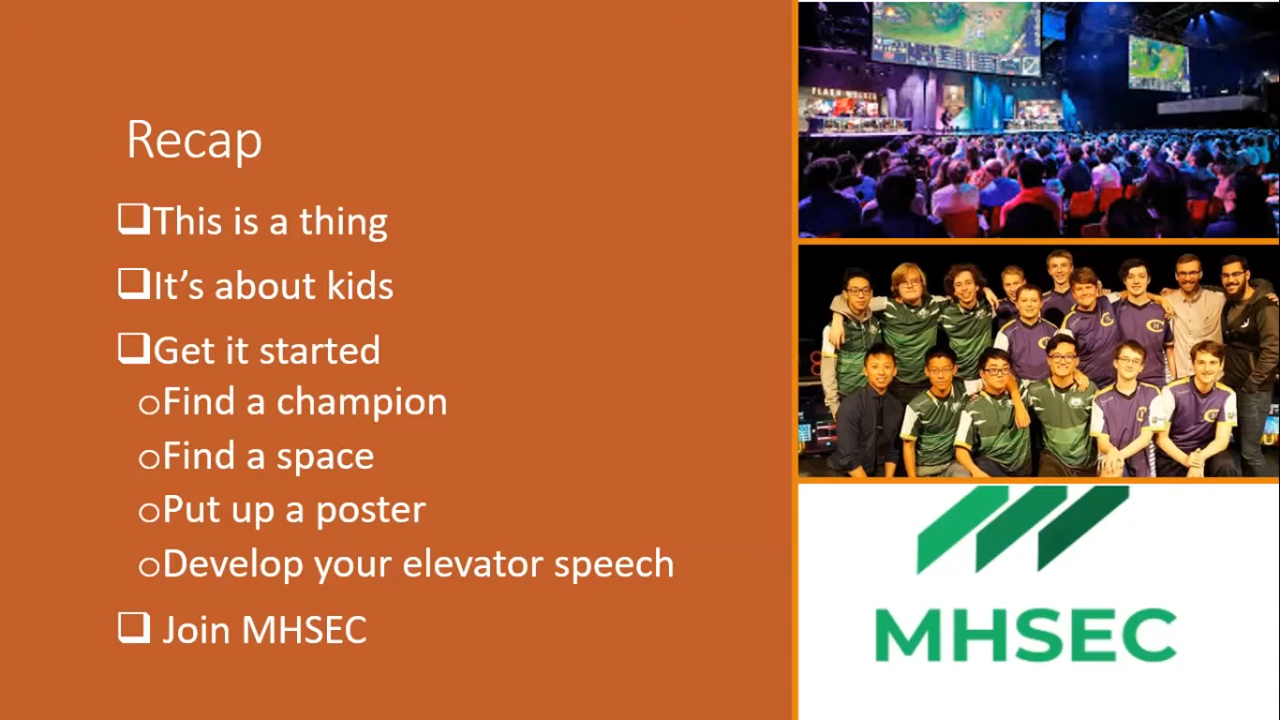 Recap
This is a thing
It's about kids
Get it started
Find a champion
Find a space
Put up a poster
Develop your elevator speech
Join MHSEC
MHSEC